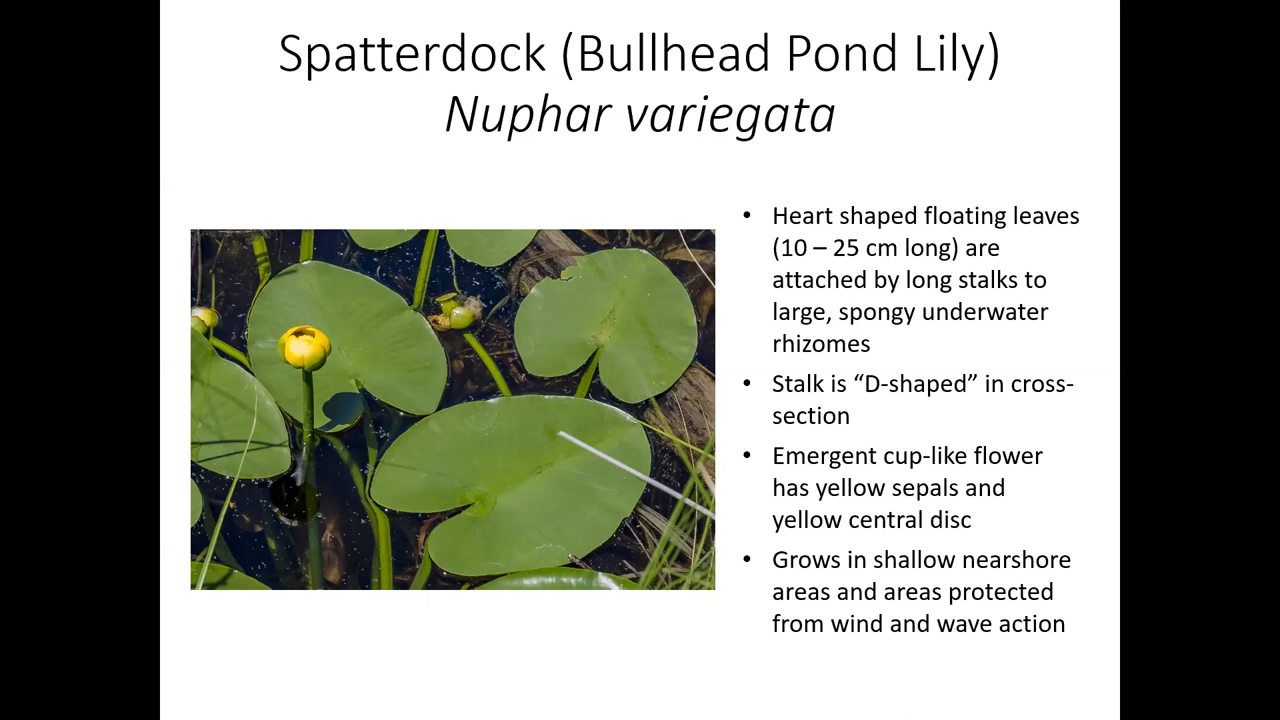 Spatterdock (Bullhead Pond Lily)
Nuphar variegata
• Heart shaped floating leaves
(10 – 25 cm long) are
attached by long stalks to
large, spongy underwater
rhizomes
• Stalk is “D-shaped” in cross-
section
• Emergent cup-like flower
has yellow sepals and
yellow central disc
• Grows in shallow nearshore
areas and areas protected
from wind and wave action